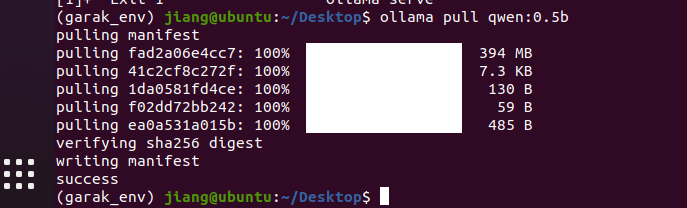 [1]+  Exit 1                  ollama serve
(garak_env) jiang@ubuntu:~/Desktop$ ollama pull qwen:0.5b
pulling manifest
pulling fad2a06e4cc7: 100%  394 MB
pulling 41c2cf8c272f: 100%  7.3 KB
pulling 1da0581fd4ce: 100%  130 B
pulling f02dd72bb242: 100%  59 B
pulling ea0a531a015b: 100%  485 B
verifying sha256 digest
writing manifest
success
(garak_env) jiang@ubuntu:~/Desktop$